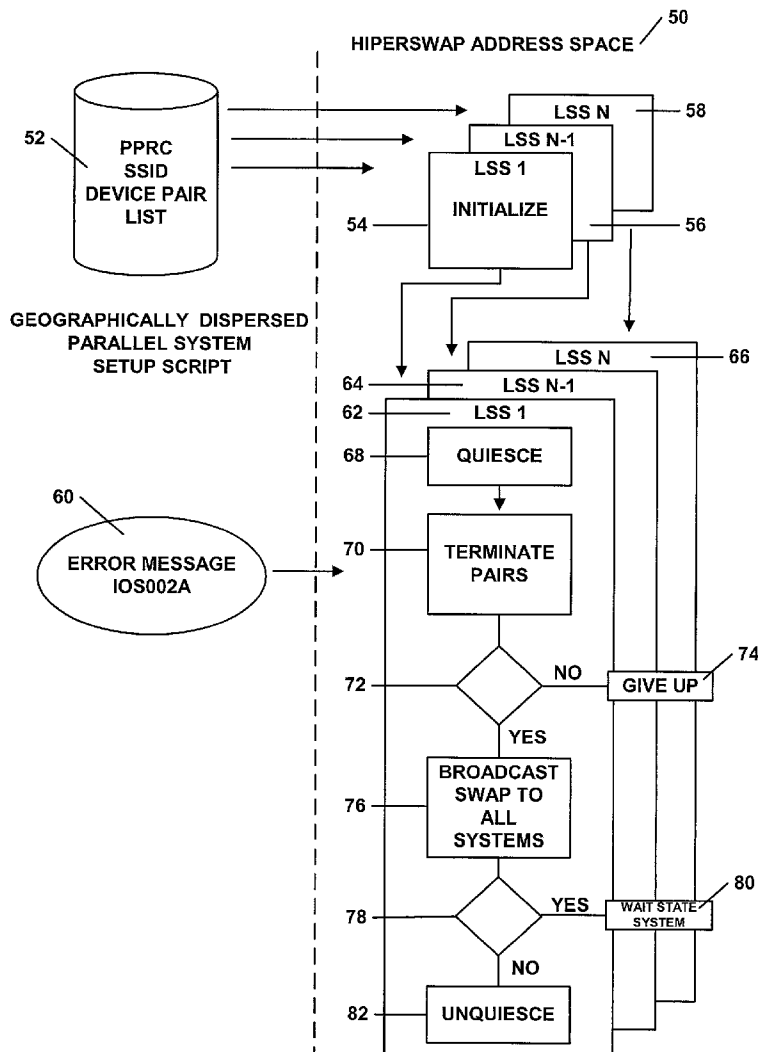 HIPERSWAP ADDRESS SPACE
50
52
PPRC
SSID
DEVICE PAIR
LIST
LSS N
58
LSS N-1
LSS 1
INITIALIZE
54
56
GEOGRAPHICALLY DISPERSED
PARALLEL SYSTEM
SETUP SCRIPT
LSS N
66
64
LSS N-1
62
LSS 1
68
QUIESCE
60
ERROR MESSAGE
IOS002A
70
TERMINATE
PAIRS
72
NO
GIVE UP
74
YES
76
BROADCAST
SWAP TO
ALL
SYSTEMS
78
YES
WAIT STATE
SYSTEM
80
NO
82
UNQUIESCE